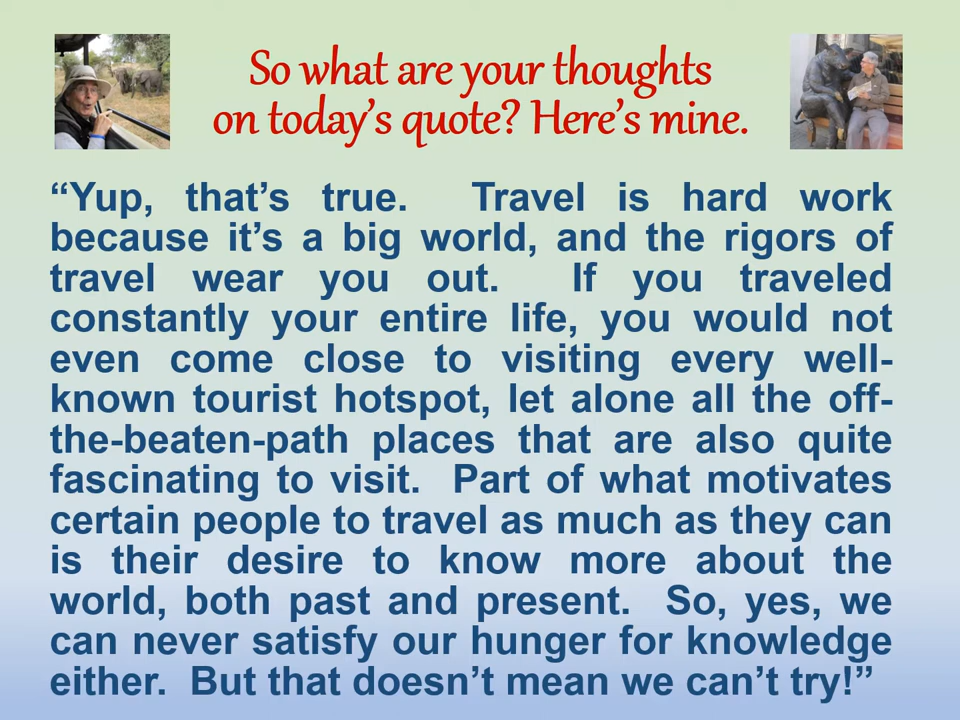 So what are your thoughts
on today’s quote? Here’s mine.
“Yup, that’s true. Travel is hard work
because it’s a big world, and the rigors of
travel wear you out. If you traveled
constantly your entire life, you would not
even come close to visiting every well-
known tourist hotspot, let alone all the off-
the-beaten-path places that are also quite
fascinating to visit. Part of what motivates
certain people to travel as much as they can
is their desire to know more about the
world, both past and present. So, yes, we
can never satisfy our hunger for knowledge
either. But that doesn’t mean we can’t try!”